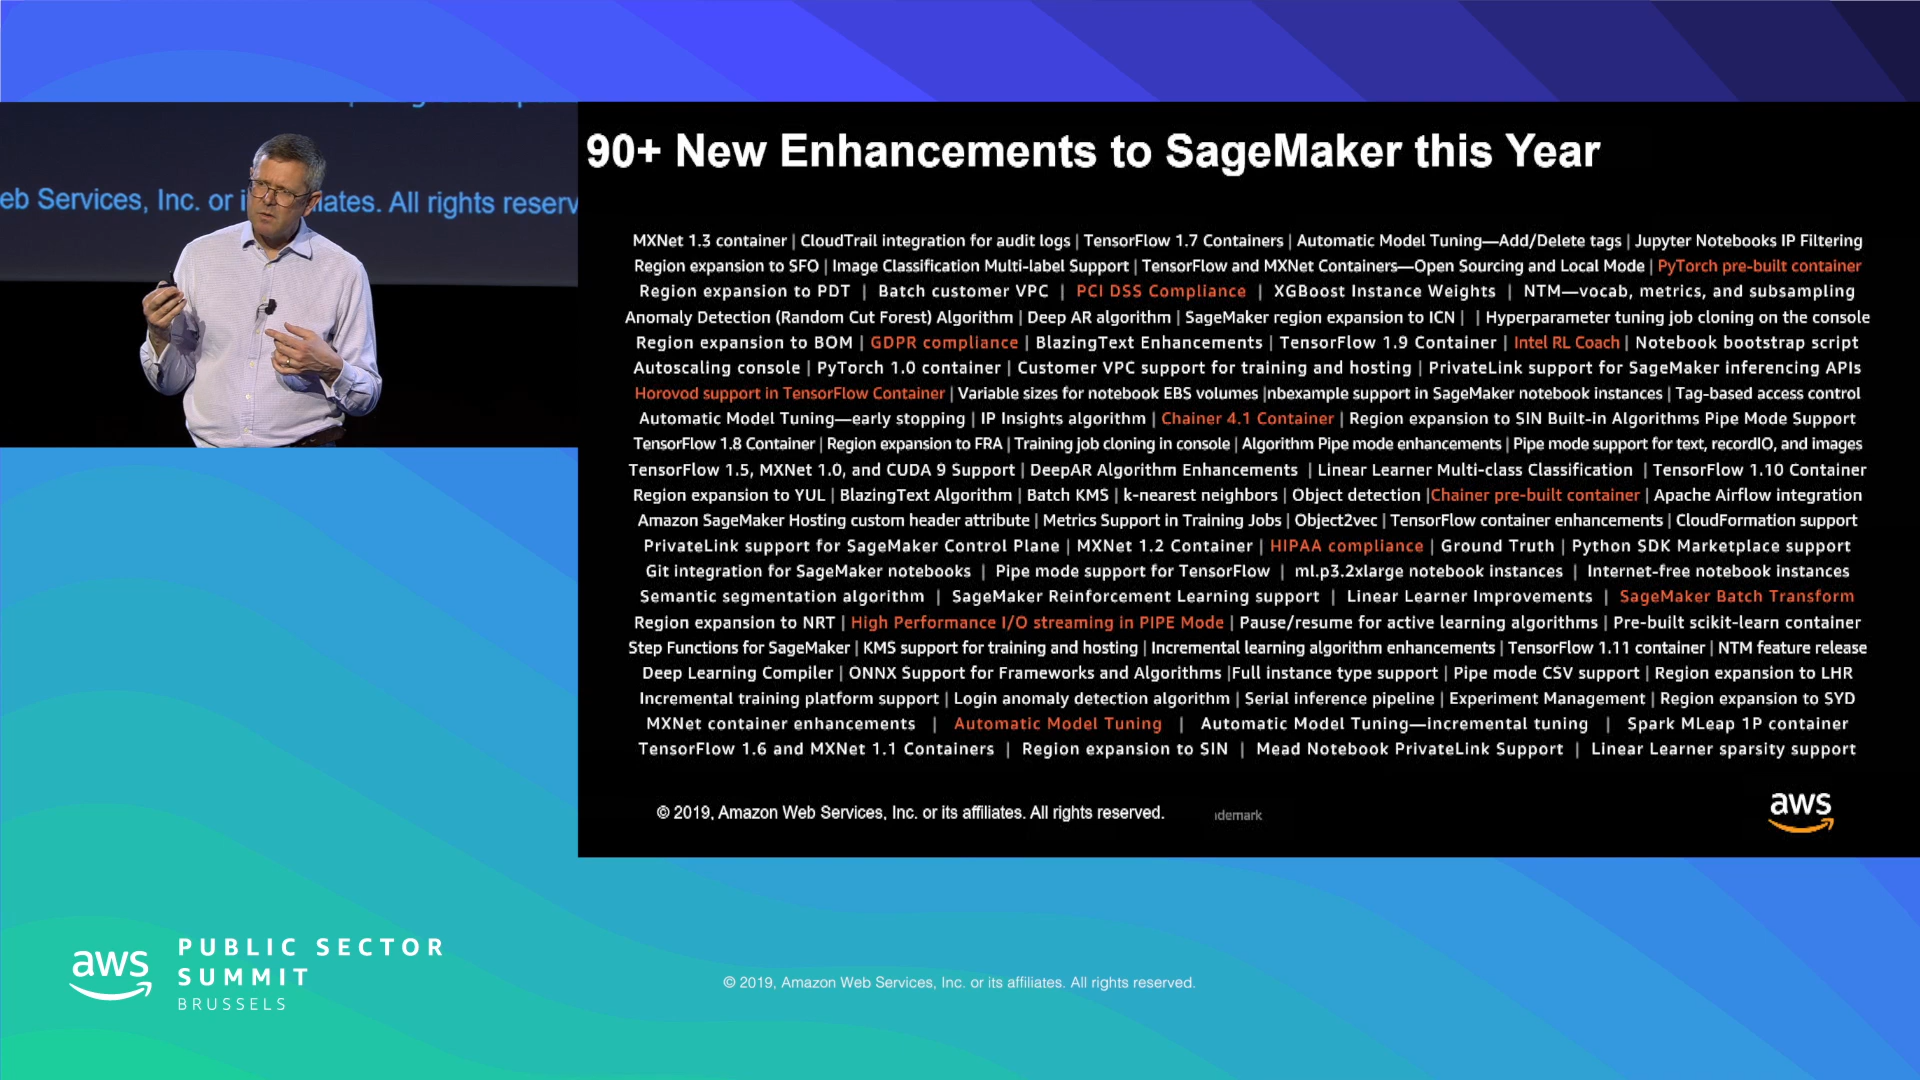 eb Services, Inc. or i lates. All rights reserv
90+ New Enhancements to SageMaker this Year
MXNet 1.3 container | CloudTrail integration for audit logs | TensorFlow 1.7 Containers | Automatic Model Tuning—Add/Delete tags | Jupyter Notebooks IP Filtering
Region expansion to SFO | Image Classification Multi-label Support | TensorFlow and MXNet Containers—Open Sourcing and Local Mode | PyTorch pre-built container
Region expansion to PDT | Batch customer VPC | PCI DSS Compliance | XGBoost Instance Weights | NTM—vocab, metrics, and subsampling
Anomaly Detection (Random Cut Forest) Algorithm | Deep AR algorithm | SageMaker region expansion to ICN | | Hyperparameter tuning job cloning on the console
Region expansion to BOM | GDPR compliance | BlazingText Enhancements | TensorFlow 1.9 Container | Intel RL Coach | Notebook bootstrap script
Autoscaling console | PyTorch 1.0 container | Customer VPC support for training and hosting | PrivateLink support for SageMaker inferencing APIs
Horovod support in TensorFlow Container | Variable sizes for notebook EBS volumes |nbexample support in SageMaker notebook instances | Tag-based access control
Automatic Model Tuning—early stopping | IP Insights algorithm | Chainer 4.1 Container | Region expansion to SIN Built-in Algorithms Pipe Mode Support
TensorFlow 1.8 Container | Region expansion to FRA | Training job cloning in console | Algorithm Pipe mode enhancements | Pipe mode support for text, recordIO, and images
TensorFlow 1.5, MXNet 1.0, and CUDA 9 Support | DeepAR Algorithm Enhancements | Linear Learner Multi-class Classification | TensorFlow 1.10 Container
Region expansion to YUL | BlazingText Algorithm | Batch KMS | k-nearest neighbors | Object detection |Chainer pre-built container | Apache Airflow integration
Amazon SageMaker Hosting custom header attribute | Metrics Support in Training Jobs | Object2vec | TensorFlow container enhancements | CloudFormation support
PrivateLink support for SageMaker Control Plane | MXNet 1.2 Container | HIPAA compliance | Ground Truth | Python SDK Marketplace support
Git integration for SageMaker notebooks | Pipe mode support for TensorFlow | ml.p3.2xlarge notebook instances | Internet-free notebook instances
Semantic segmentation algorithm | SageMaker Reinforcement Learning support | Linear Learner Improvements | SageMaker Batch Transform
Region expansion to NRT | High Performance I/O streaming in PIPE Mode | Pause/resume for active learning algorithms | Pre-built scikit-learn container
Step Functions for SageMaker | KMS support for training and hosting | Incremental learning algorithm enhancements | TensorFlow 1.11 container | NTM feature release
Deep Learning Compiler | ONNX Support for Frameworks and Algorithms |Full instance type support | Pipe mode CSV support | Region expansion to LHR
Incremental training platform support | Login anomaly detection algorithm | Serial inference pipeline | Experiment Management | Region expansion to SYD
MXNet container enhancements | Automatic Model Tuning | Automatic Model Tuning—incremental tuning | Spark MLeap 1P container
TensorFlow 1.6 and MXNet 1.1 Containers | Region expansion to SIN | Mead Notebook PrivateLink Support | Linear Learner sparsity support
© 2019, Amazon Web Services, Inc. or its affiliates. All rights reserved. demark
aws
aws
PUBLIC SECTOR
SUMMIT
BRUSSELS
© 2019, Amazon Web Services, Inc. or its affiliates. All rights reserved.